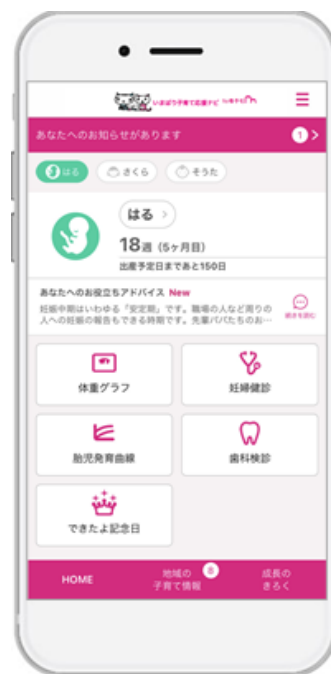 いまばり子育て応援ナビ
あなたへのお知らせがあります 1
はる さくら そうた
はる
18週 (5ヶ月目)
出産予定日まであと150日
あなたへのお役立ちアドバイス New
妊娠中期はいわゆる「安定期」です。職場の人など周りの
人への妊娠の報告もできる時期です。先輩パパたちのお…
続きを読む
体重グラフ
妊婦健診
胎児発育曲線
歯科検診
できたよ記念日
HOME
地域の
子育て情報
8
成長の
きろく